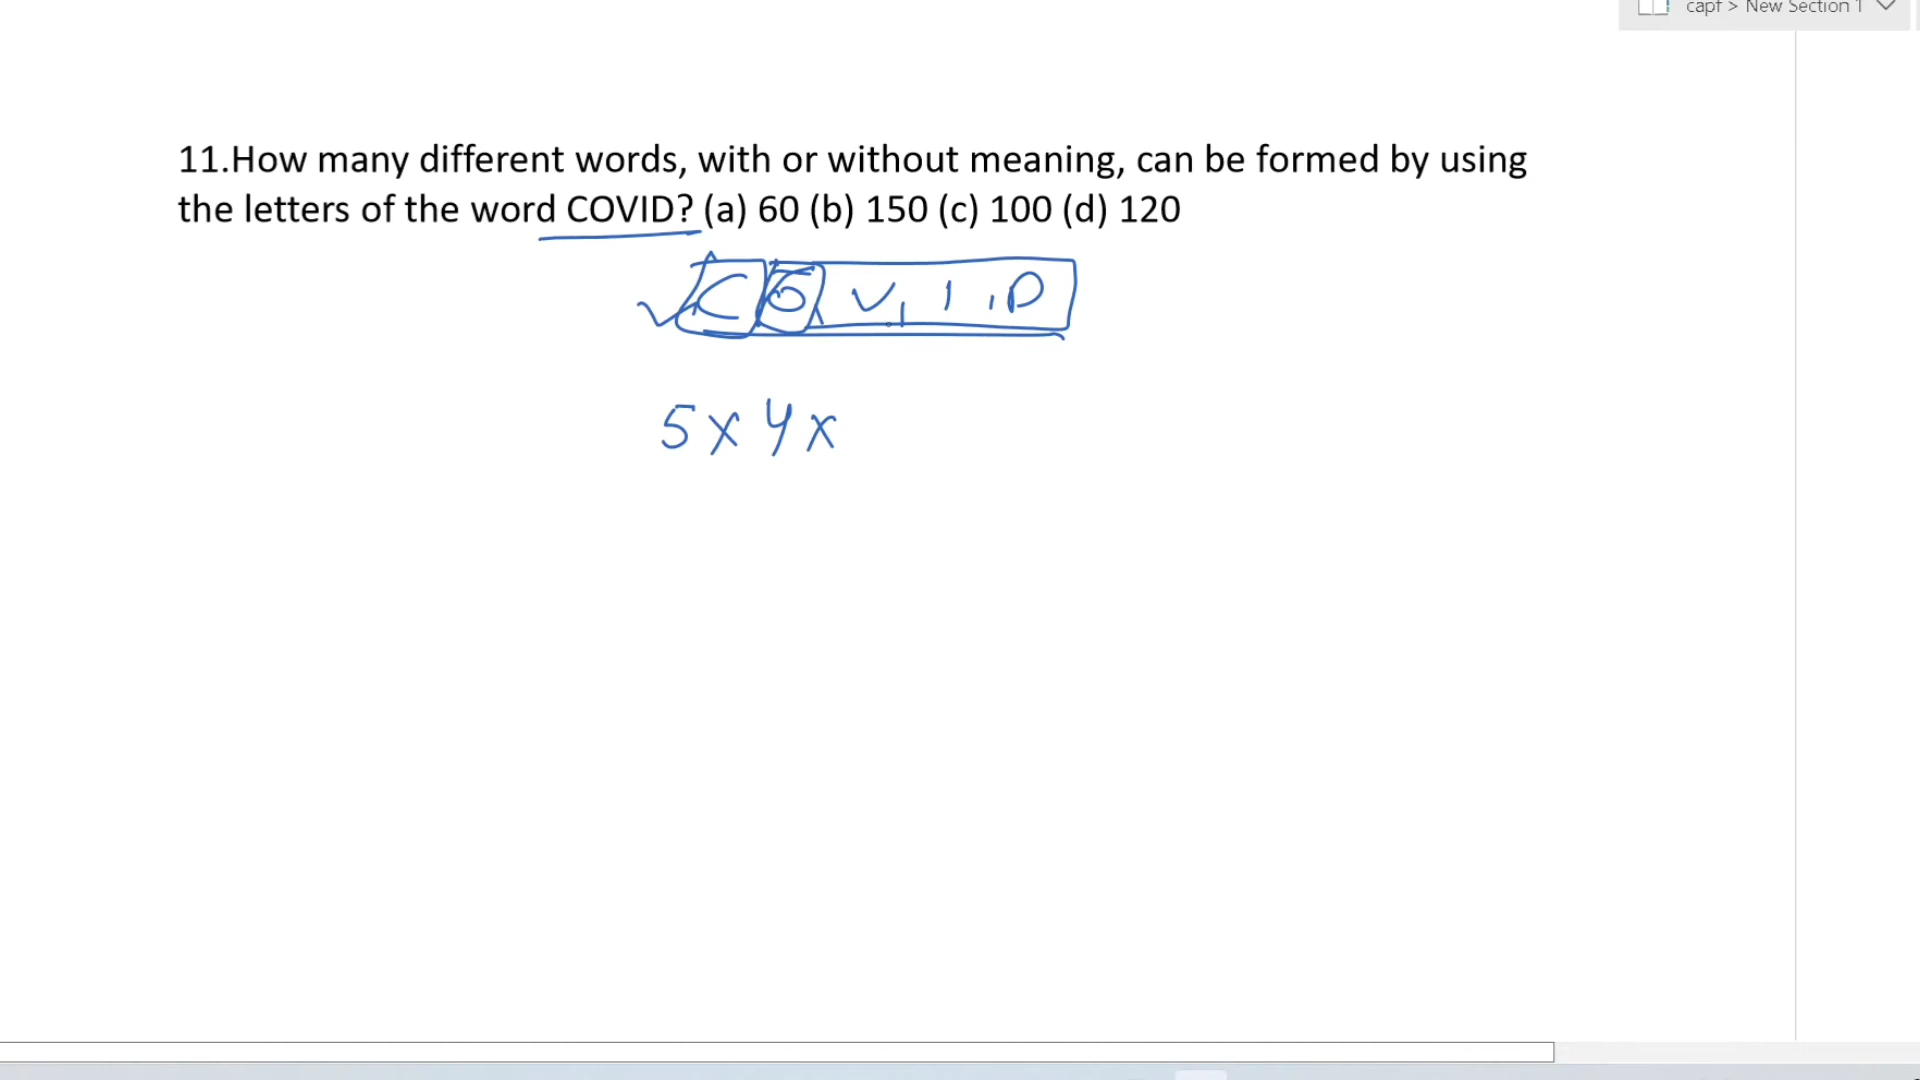 capf > New Section 1
11.How many different words, with or without meaning, can be formed by using
the letters of the word COVID? (a) 60 (b) 150 (c) 100 (d) 120
C O, V, I, D
5 x 4 x